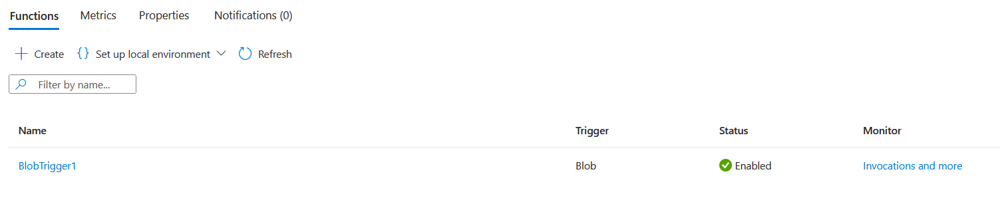 Functions Metrics Properties Notifications (0)
Create {} Set up local environment Refresh
Filter by name...
Name Trigger Status Monitor
BlobTrigger1 Blob Enabled Invocations and more